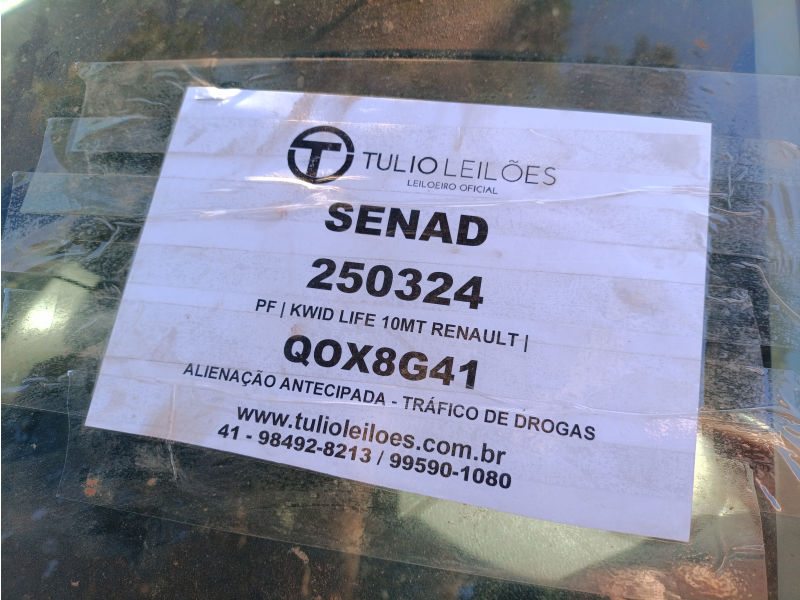 TULIO LEILÕES
LEILOEIRO OFICIAL
SENAD
250324
PF | KWID LIFE 10MT RENAULT |
QOX8G41
ALIENAÇÃO ANTECIPADA - TRÁFICO DE DROGAS
www.tulioleiloes.com.br
41 - 98492-8213 / 99590-1080